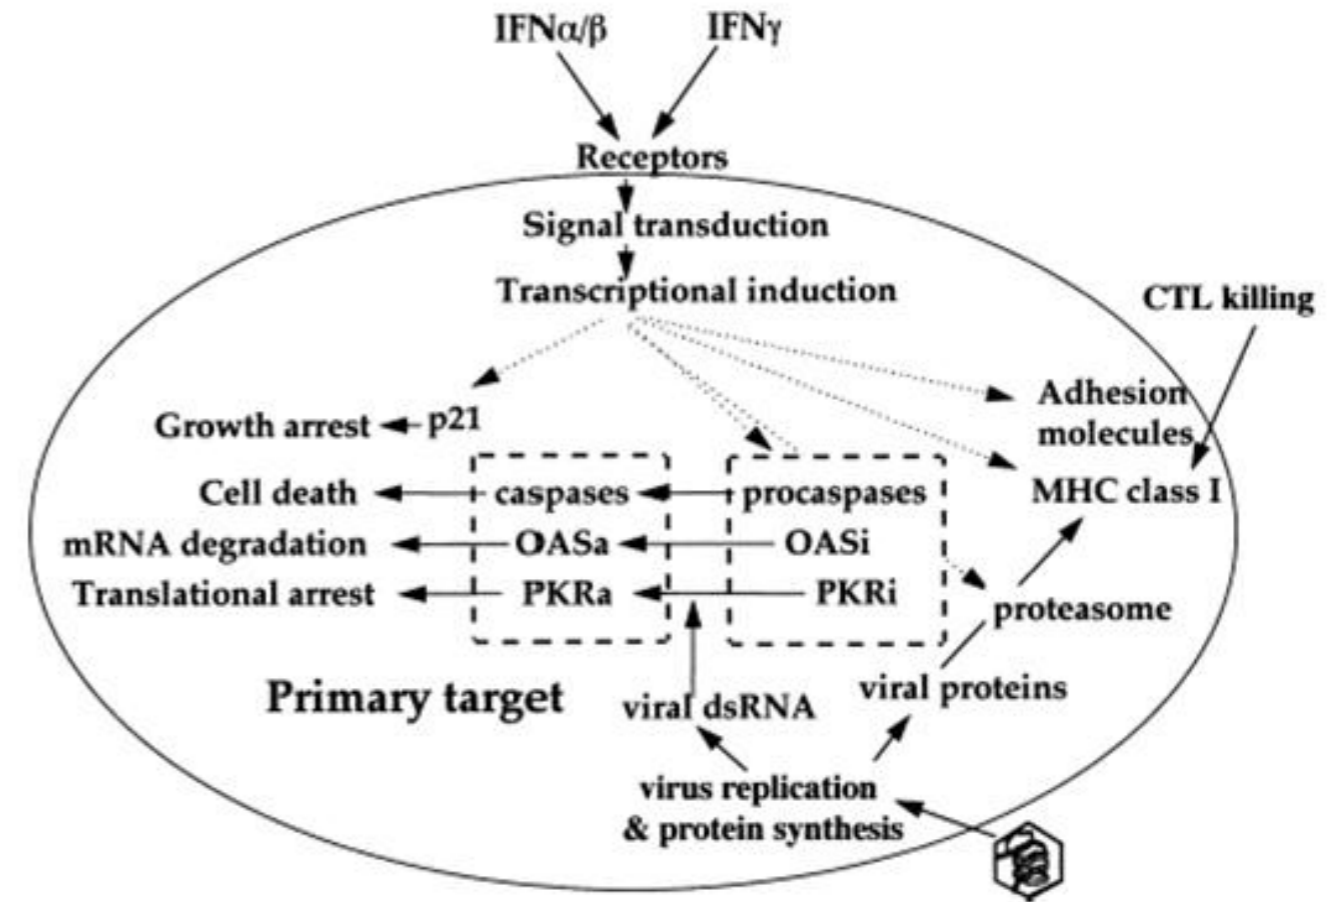 IFNα/β IFNγ
Receptors
Signal transduction
Transcriptional induction
CTL killing
Adhesion
molecules
Growth arrest p21
Cell death caspases procaspases MHC class I
mRNA degradation OASa OASi
Translational arrest PKRa PKRi
proteasome
Primary target viral dsRNA viral proteins
virus replication
& protein synthesis